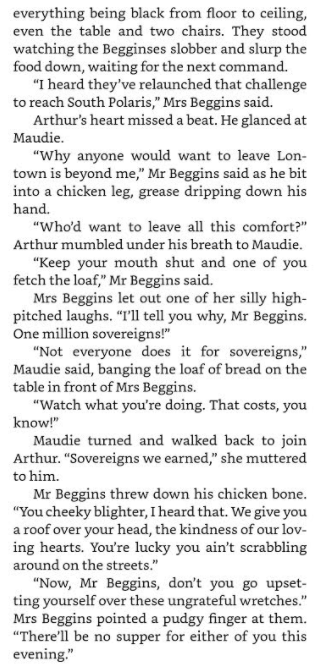 everything being black from floor to ceiling,
even the table and two chairs. They stood
watching the Begginses slobber and slurp the
food down, waiting for the next command.
“I heard they’ve relaunched that challenge
to reach South Polaris,” Mrs Beggins said.
Arthur’s heart missed a beat. He glanced at
Maudie.
“Why anyone would want to leave Lon-
town is beyond me,” Mr Beggins said as he bit
into a chicken leg, grease dripping down his
hand.
“Who’d want to leave all this comfort?”
Arthur mumbled under his breath to Maudie.
“Keep your mouth shut and one of you
fetch the loaf,” Mr Beggins said.
Mrs Beggins let out one of her silly high-
pitched laughs. “I’ll tell you why, Mr Beggins.
One million sovereigns!”
“Not everyone does it for sovereigns,”
Maudie said, banging the loaf of bread on the
table in front of Mrs Beggins.
“Watch what you’re doing. That costs, you
know!”
Maudie turned and walked back to join
Arthur. “Sovereigns we earned,” she muttered
to him.
Mr Beggins threw down his chicken bone.
“You cheeky blighter, I heard that. We give you
a roof over your head, the kindness of our lov-
ing hearts. You’re lucky you ain’t scrabbling
around on the streets.”
“Now, Mr Beggins, don’t you go upset-
ting yourself over these ungrateful wretches.”
Mrs Beggins pointed a pudgy finger at them.
“There’ll be no supper for either of you this
evening.”